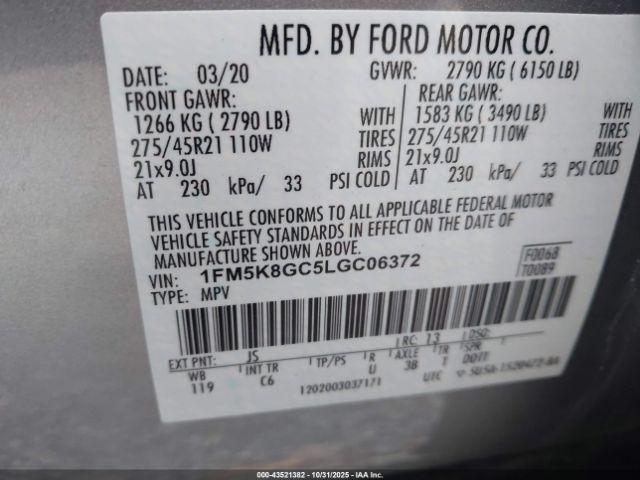 MFD. BY FORD MOTOR CO.
DATE: 03/20 GVWR: 2790 KG ( 6150 LB)
FRONT GAWR: REAR GAWR:
1266 KG ( 2790 LB) WITH 1583 KG ( 3490 LB) WITH
275/45R21 110W TIRES 275/45R21 110W TIRES
21x9.0J RIMS 21x9.0J RIMS
AT 230 kPa/ 33 PSI COLD AT 230 kPa/ 33 PSI COLD
THIS VEHICLE CONFORMS TO ALL APPLICABLE FEDERAL MOTOR
VEHICLE SAFETY STANDARDS IN EFFECT ON THE DATE OF
MANUFACTURE SHOWN ABOVE.
VIN: 1FM5K8GC5LGC06372 F0068
TYPE: MPV T0089
RC: 13 DSO:
EXT PNT: JS
WB INT TR TP/PS R AXLE TR SPR
119 C6 U 3B T
1202003037171 UTC
Copart 00-43521382 - 10/31/2025 - IAA Inc.